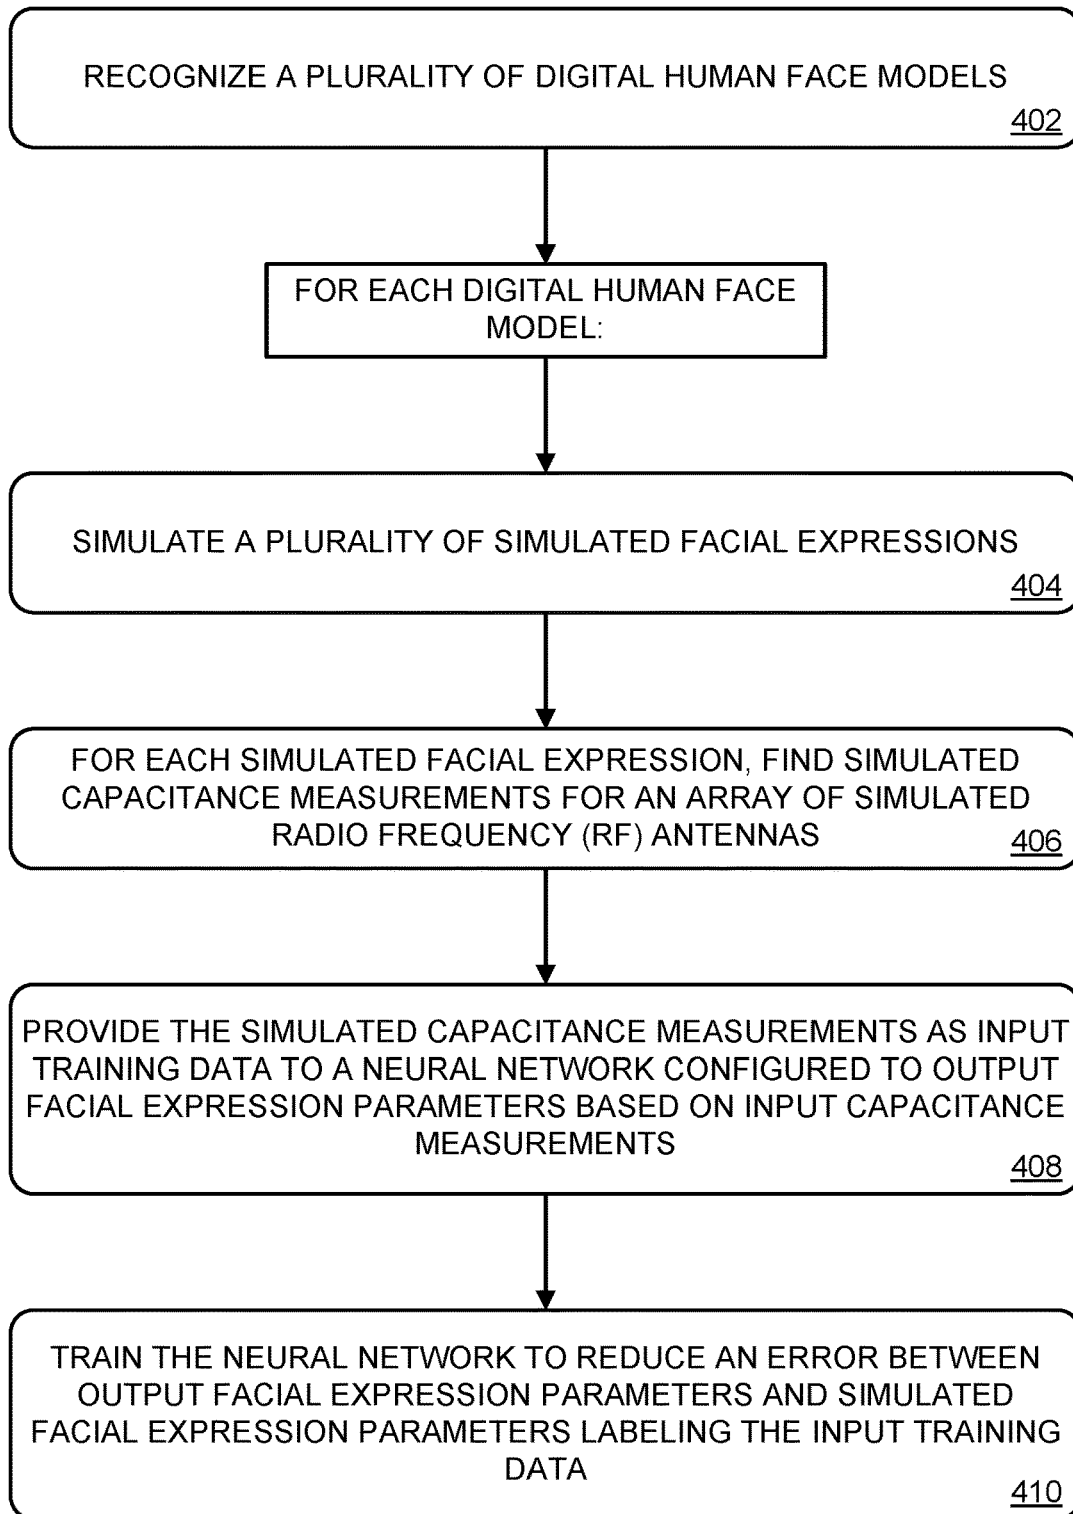 RECOGNIZE A PLURALITY OF DIGITAL HUMAN FACE MODELS
402
FOR EACH DIGITAL HUMAN FACE
MODEL:
SIMULATE A PLURALITY OF SIMULATED FACIAL EXPRESSIONS
404
FOR EACH SIMULATED FACIAL EXPRESSION, FIND SIMULATED
CAPACITANCE MEASUREMENTS FOR AN ARRAY OF SIMULATED
RADIO FREQUENCY (RF) ANTENNAS
406
PROVIDE THE SIMULATED CAPACITANCE MEASUREMENTS AS INPUT
TRAINING DATA TO A NEURAL NETWORK CONFIGURED TO OUTPUT
FACIAL EXPRESSION PARAMETERS BASED ON INPUT CAPACITANCE
MEASUREMENTS
408
TRAIN THE NEURAL NETWORK TO REDUCE AN ERROR BETWEEN
OUTPUT FACIAL EXPRESSION PARAMETERS AND SIMULATED
FACIAL EXPRESSION PARAMETERS LABELING THE INPUT TRAINING
DATA
410